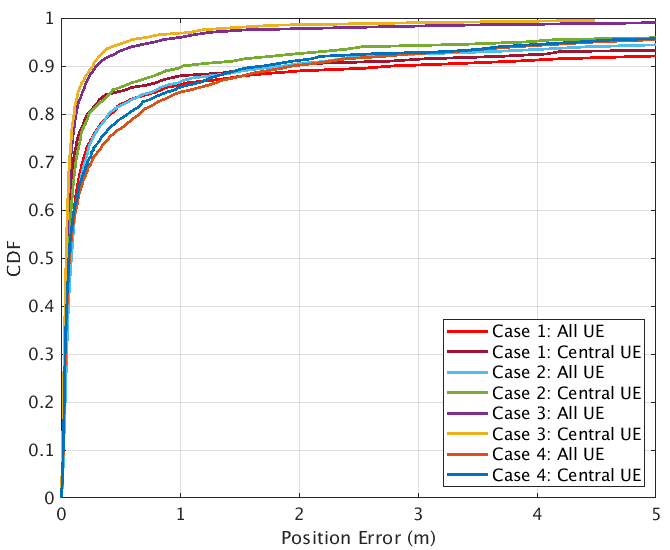 1
0.9
0.8
0.7
0.6
0.5
0.4
0.3
0.2
0.1
0
CDF
Case 1: All UE
Case 1: Central UE
Case 2: All UE
Case 2: Central UE
Case 3: All UE
Case 3: Central UE
Case 4: All UE
Case 4: Central UE
0 1 2 3 4 5
Position Error (m)